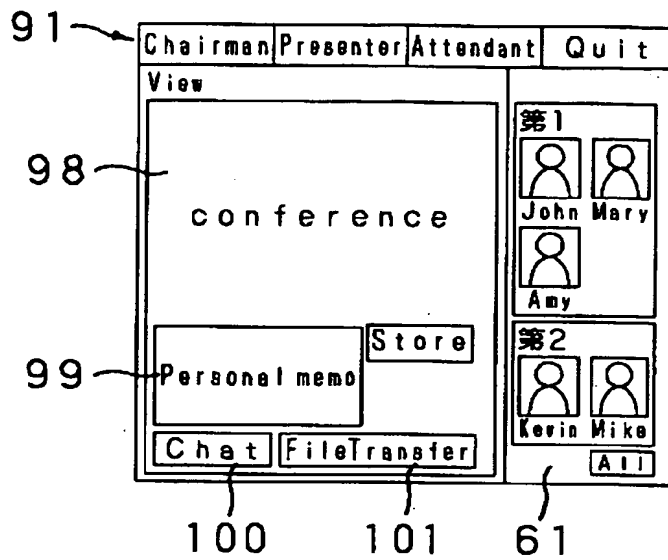 91
Chairman Presenter Attendant Quit
View
98
conference
99
Personal memo
Store
Chat
FileTransfer
第1
John Mary
Amy
第2
Kevin Mike
All
100 101 61